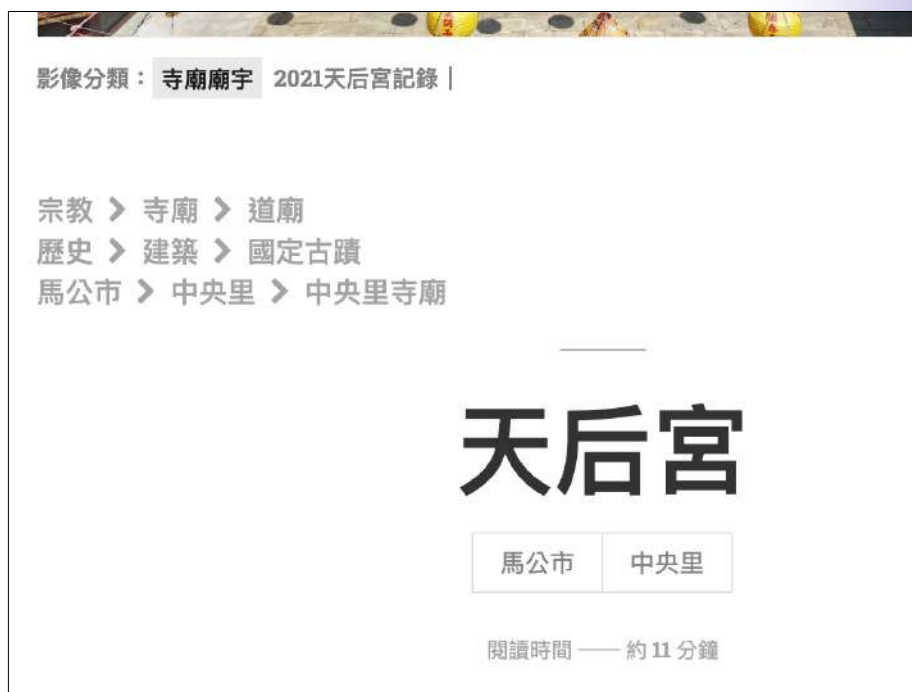 影像分類： 寺廟廟宇 2021天后宮記錄 |
宗教 > 寺廟 > 道廟
歷史 > 建築 > 國定古蹟
馬公市 > 中央里 > 中央里寺廟
天后宮
馬公市 中央里
閱讀時間 —— 約 11 分鐘